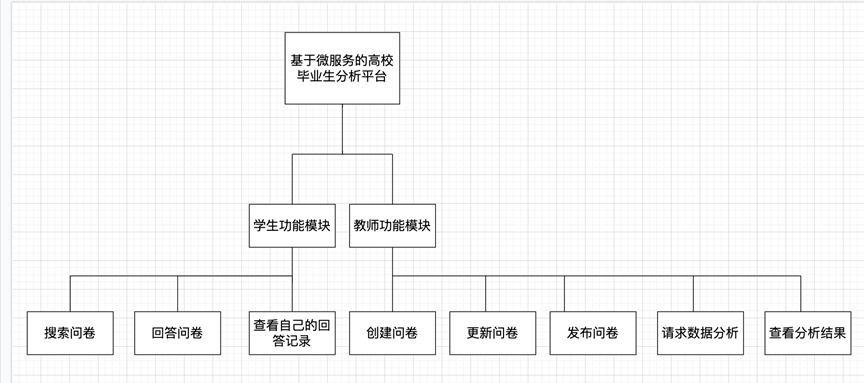 基于微服务的高校
毕业生分析平台
学生功能模块
教师功能模块
搜索问卷
回答问卷
查看自己的回
答记录
创建问卷
更新问卷
发布问卷
请求数据分析
查看分析结果